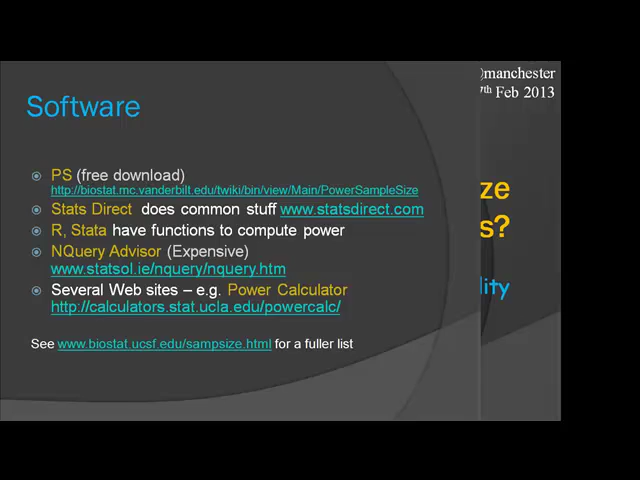 @manchester
7th Feb 2013
Software
PS (free download)
http://biostat.mc.vanderbilt.edu/twiki/bin/view/Main/PowerSampleSize
Stats Direct does common stuff www.statsdirect.com
R, Stata have functions to compute power
NQuery Advisor (Expensive)
www.statsol.ie/nquery/nquery.htm
Several Web sites – e.g. Power Calculator
http://calculators.stat.ucla.edu/powercalc/
See www.biostat.ucsf.edu/sampsize.html for a fuller list
ze
s?
lity